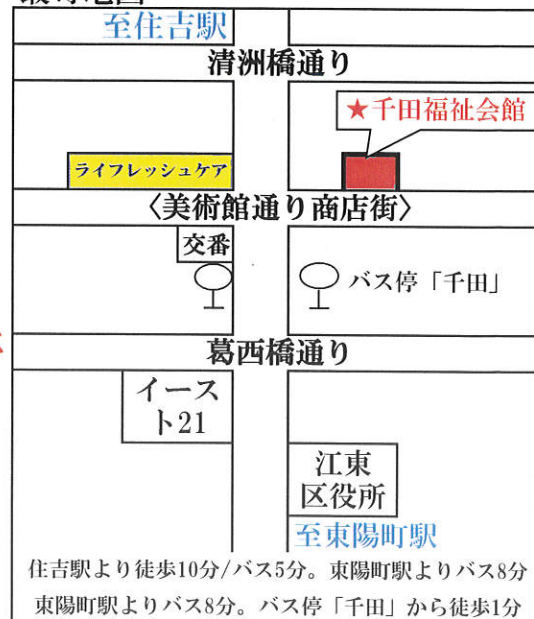 至住吉駅
清洲橋通り
★千田福祉会館
ライフレッシュケア
〈美術館通り商店街〉
交番
バス停「千田」
葛西橋通り
イース
ト21
江東
区役所
至東陽町駅
住吉駅より徒歩10分/バス5分。東陽町駅よりバス8分
東陽町駅よりバス8分。バス停「千田」から徒歩1分